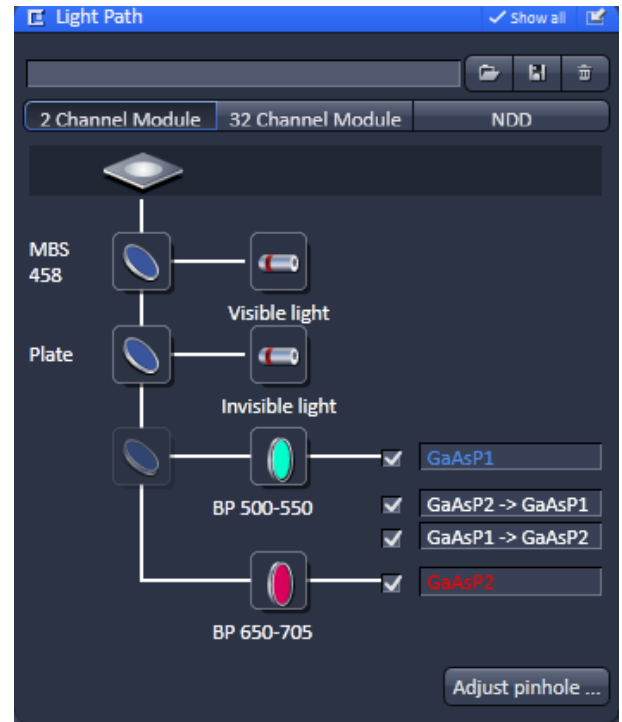 Light Path
Show all
2 Channel Module
32 Channel Module
NDD
MBS
458
Visible light
Plate
Invisible light
GaAsP1
BP 500-550
GaAsP2 -> GaAsP1
GaAsP1 -> GaAsP2
GaAsP2
BP 650-705
Adjust pinhole ...